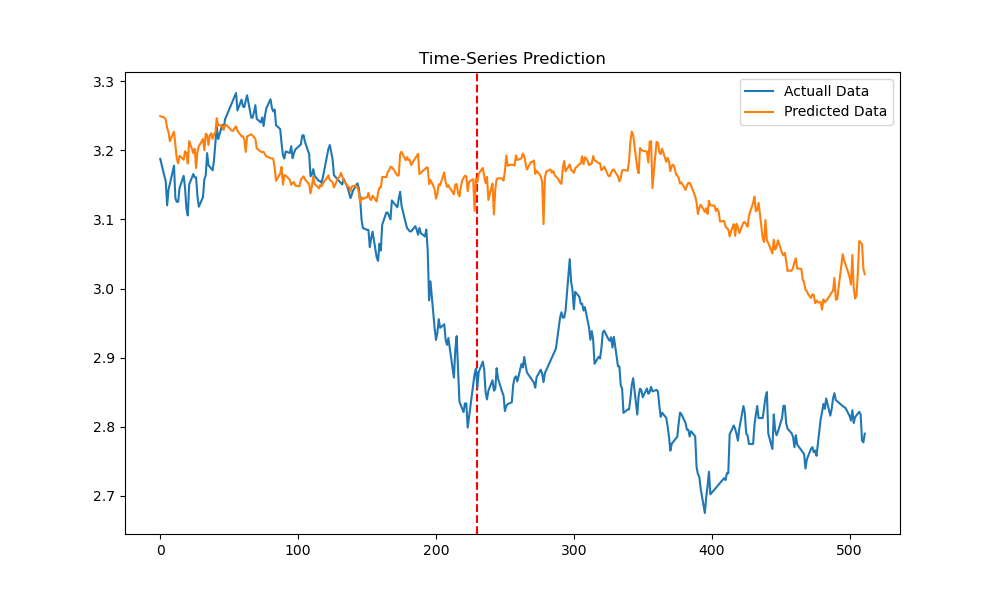 Time-Series Prediction
Actuall Data
Predicted Data
3.3
3.2
3.1
3.0
2.9
2.8
2.7
0 100 200 300 400 500